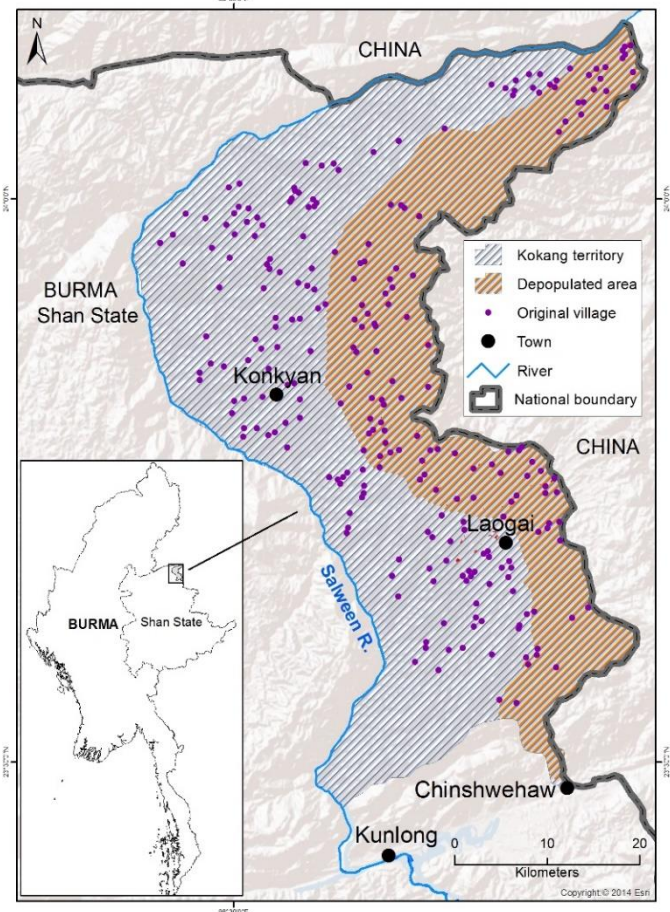 N
CHINA
Kokang territory
Depopulated area
Original village
Town
River
National boundary
BURMA
Shan State
Konkyan
CHINA
Laogai
Salween R.
BURMA
Shan State
Chinshwehaw
Kunlong
0 12 20
Kilometers
Copyright:© 2014 Esri